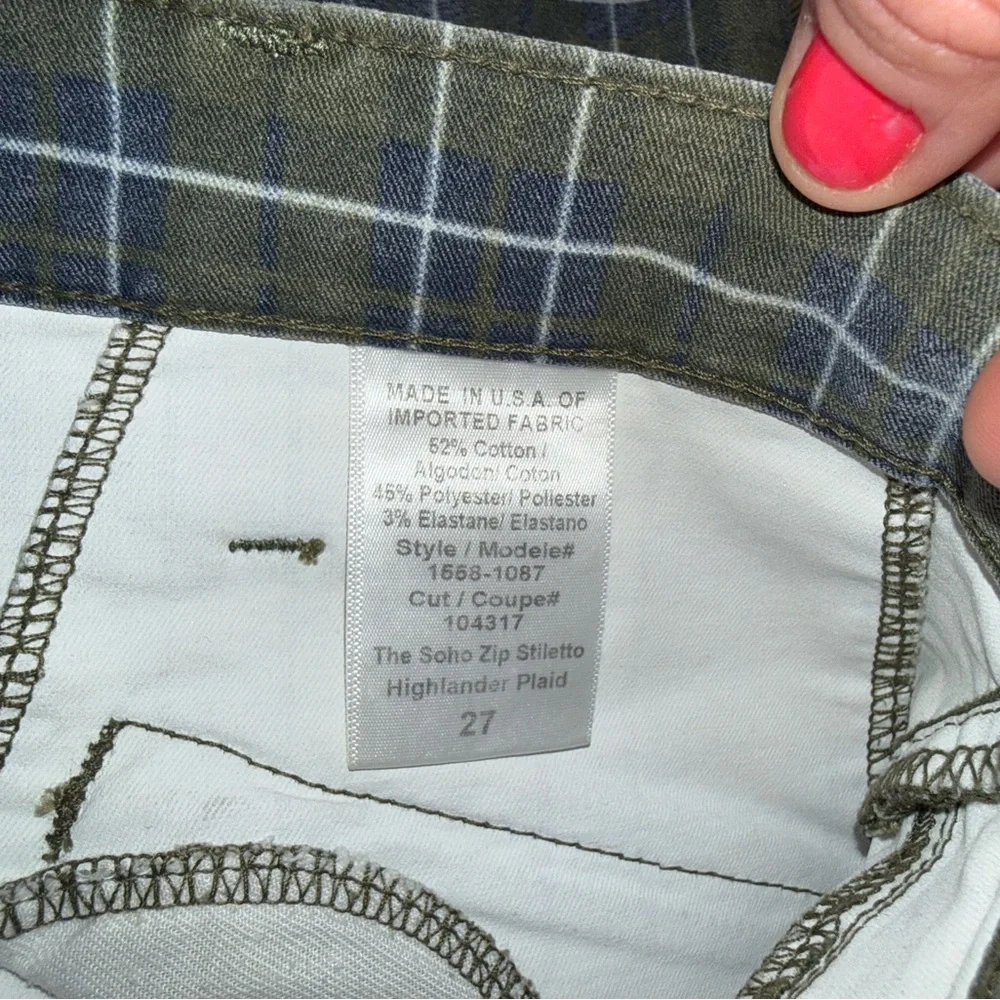 MADE IN U.S.A. OF
IMPORTED FABRIC
52% Cotton /
Algodon/ Coton
45% Polyester/ Poliester
3% Elastane/ Elastano
Style / Modele#
1558-1087
Cut / Coupe#
104317
The Soho Zip Stiletto
Highlander Plaid
27